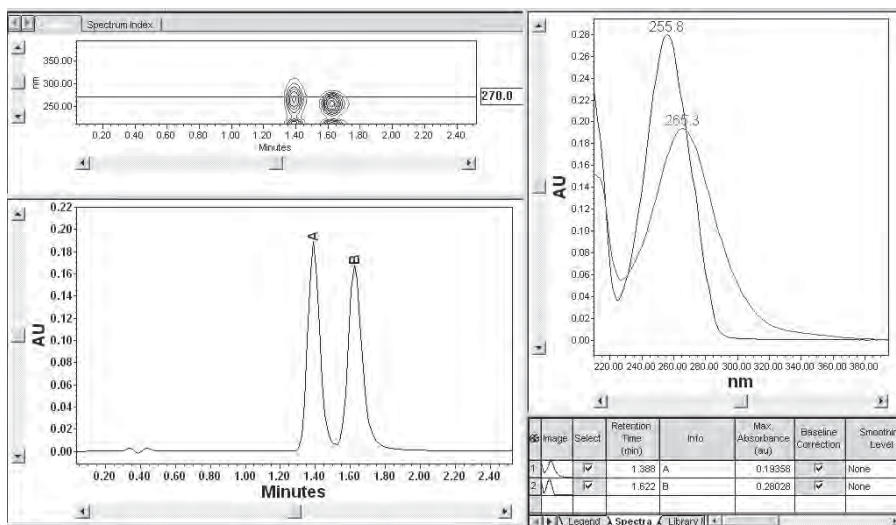 Spectrum Index
nm
350.00
300.00
250.00
270.0
0.20 0.40 0.60 0.80 1.00 1.20 1.40 1.60 1.80 2.00 2.20 2.40
Minutes
AU
0.22
0.20
0.18
0.16
0.14
0.12
0.10
0.08
0.06
0.04
0.02
0.00
A
B
0.20 0.40 0.60 0.80 1.00 1.20 1.40 1.60 1.80 2.00 2.20 2.40
Minutes
255.8
265.3
AU
0.28
0.26
0.24
0.22
0.20
0.18
0.16
0.14
0.12
0.10
0.08
0.06
0.04
0.02
0.00
220.00 240.00 260.00 280.00 300.00 320.00 340.00 360.00 380.00
nm
Image Select Retention Time (min) Info Max. Absorbance (au) Baseline Correction Smoothin Level
1 1.388 A 0.19358 None
2 1.622 B 0.28028 None
Legend Spectra Library